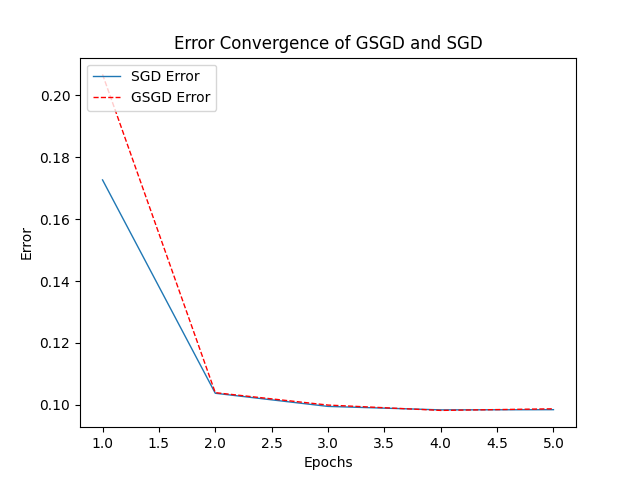 Error Convergence of GSGD and SGD
SGD Error
GSGD Error
Error
0.20
0.18
0.16
0.14
0.12
0.10
1.0 1.5 2.0 2.5 3.0 3.5 4.0 4.5 5.0
Epochs